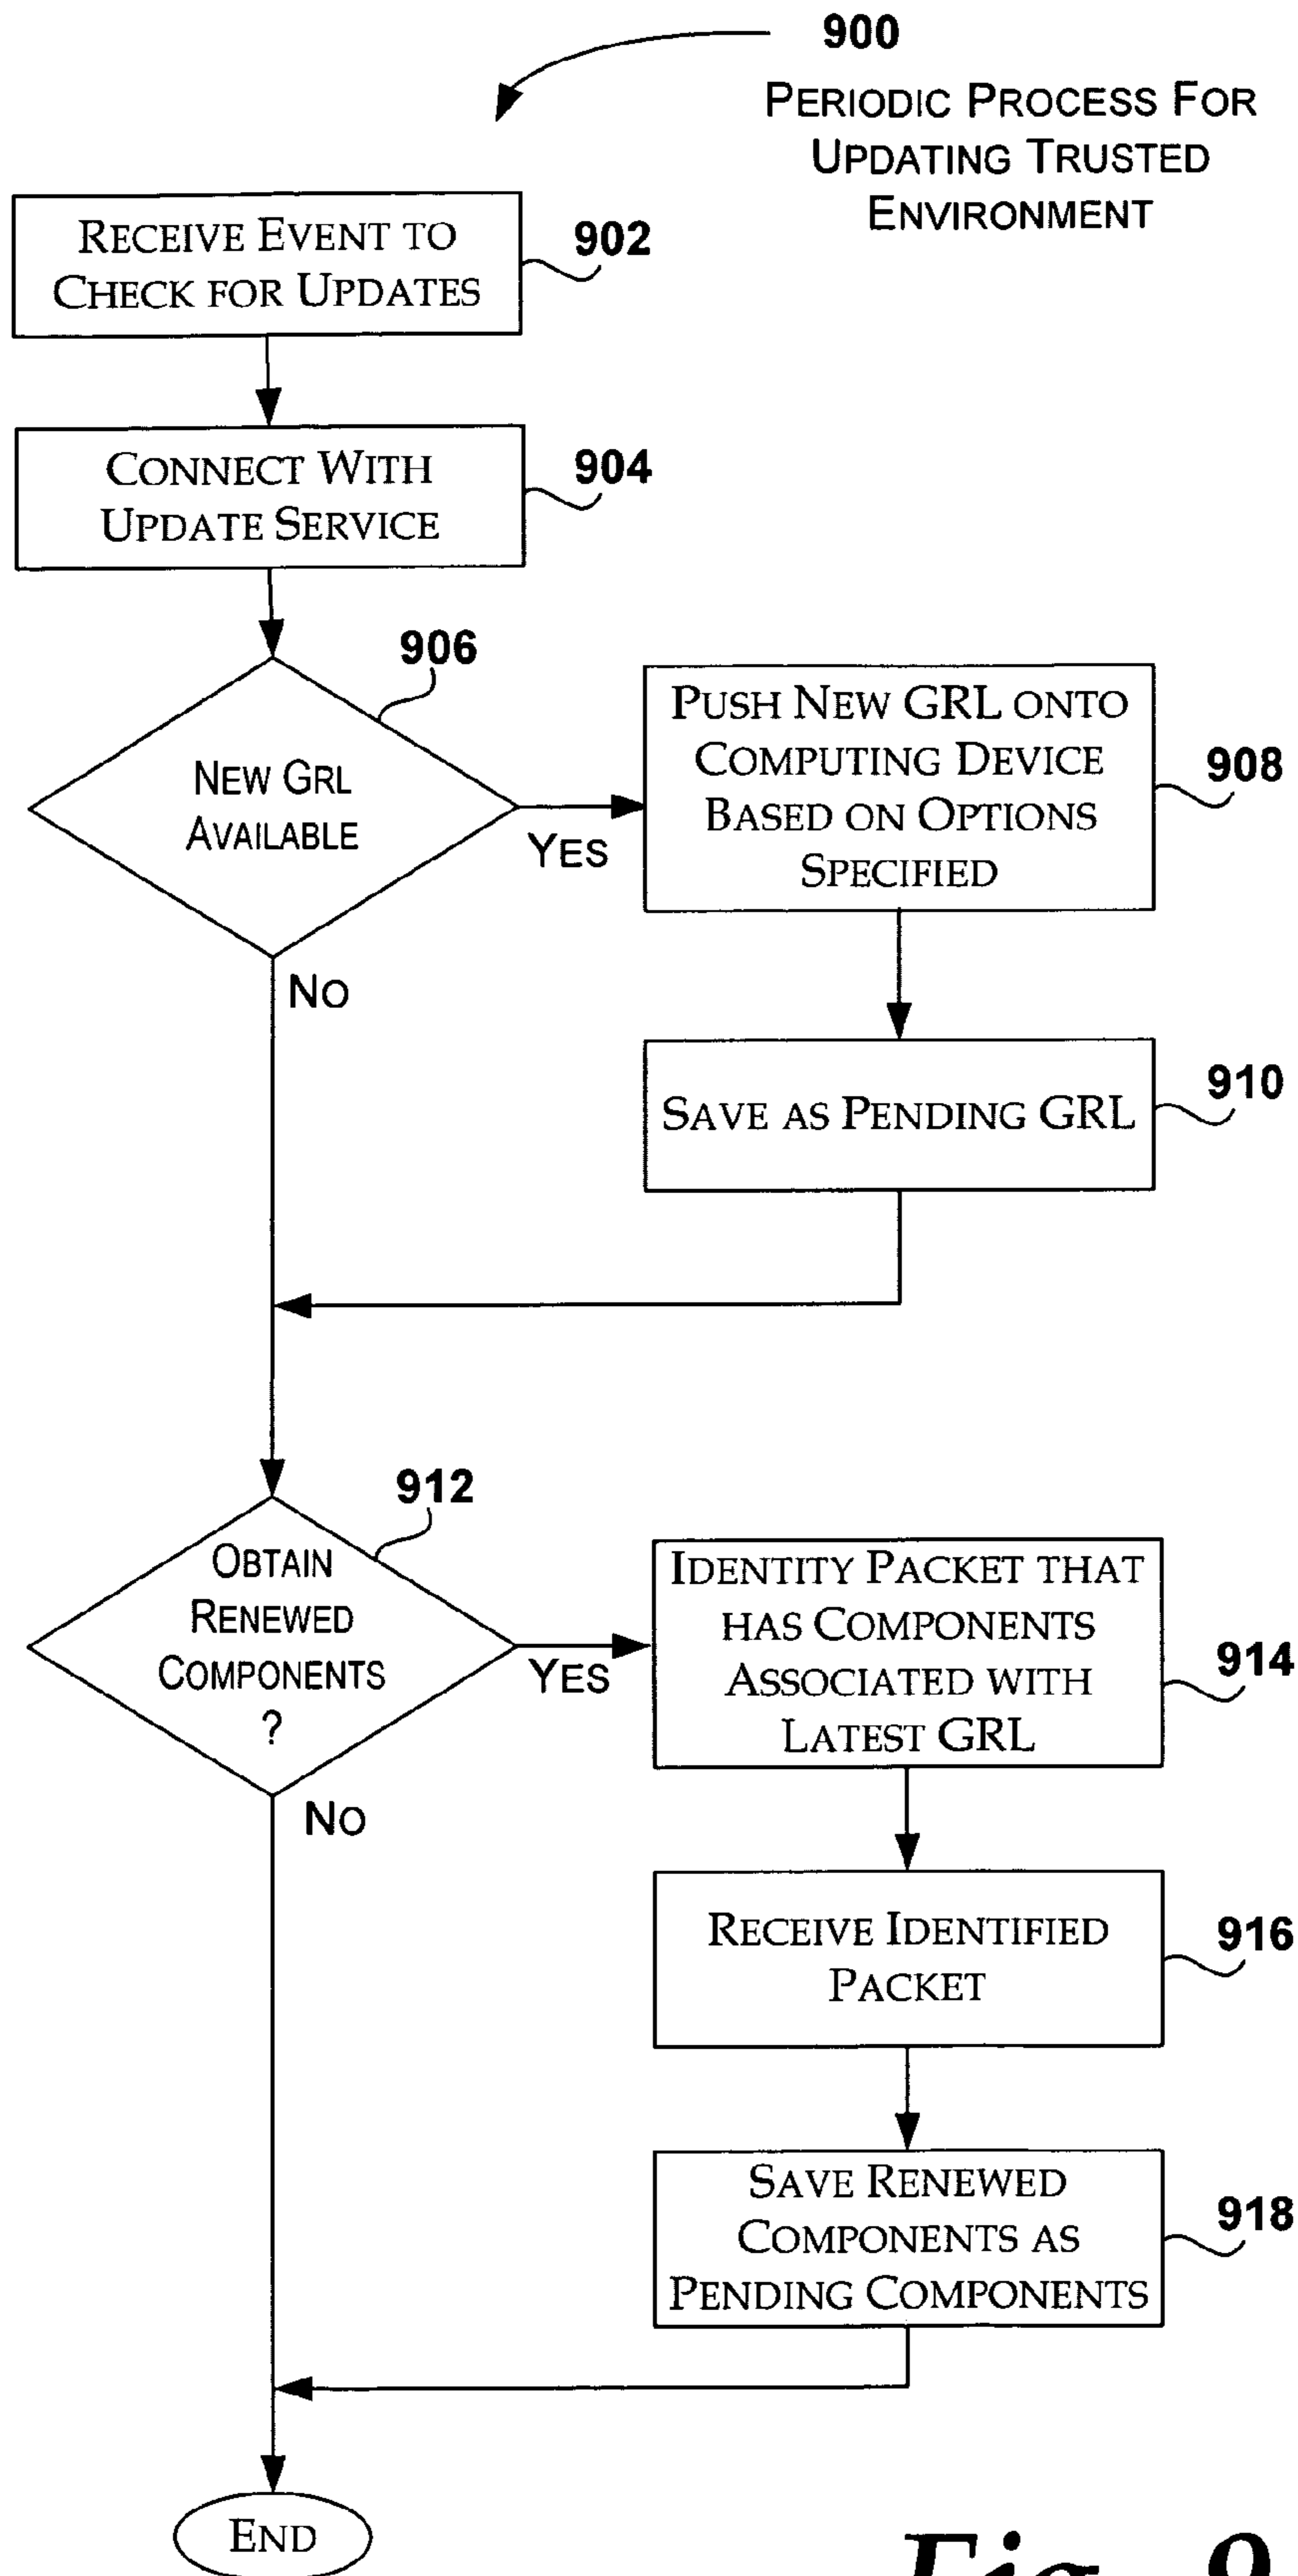 900
PERIODIC PROCESS FOR
UPDATING TRUSTED
ENVIRONMENT
RECEIVE EVENT TO
CHECK FOR UPDATES
902
CONNECT WITH
UPDATE SERVICE
904
906
NEW GRL
AVAILABLE
YES
NO
PUSH NEW GRL ONTO
COMPUTING DEVICE
BASED ON OPTIONS
SPECIFIED
908
SAVE AS PENDING GRL
910
912
OBTAIN
RENEWED
COMPONENTS
?
YES
NO
IDENTITY PACKET THAT
HAS COMPONENTS
ASSOCIATED WITH
LATEST GRL
914
RECEIVE IDENTIFIED
PACKET
916
SAVE RENEWED
COMPONENTS AS
PENDING COMPONENTS
918
END
Fig. 9